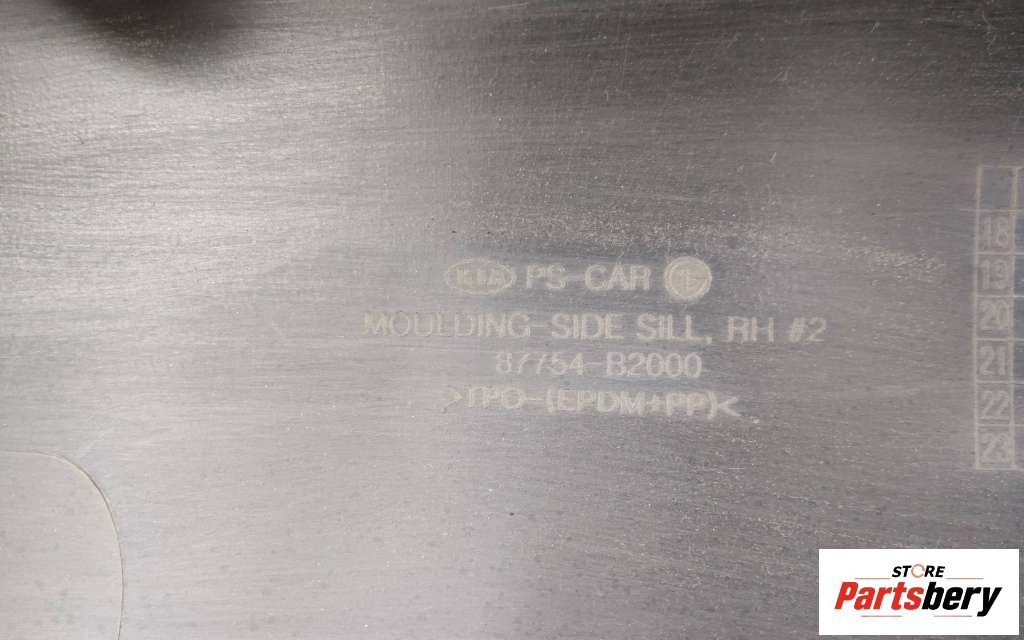 KIA PS-CAR
MOULDING-SIDE SILL, RH #2
87754-B2000
>TPO-(EPDM+PP)<
18
19
20
21
22
23
STORE
Partsbery